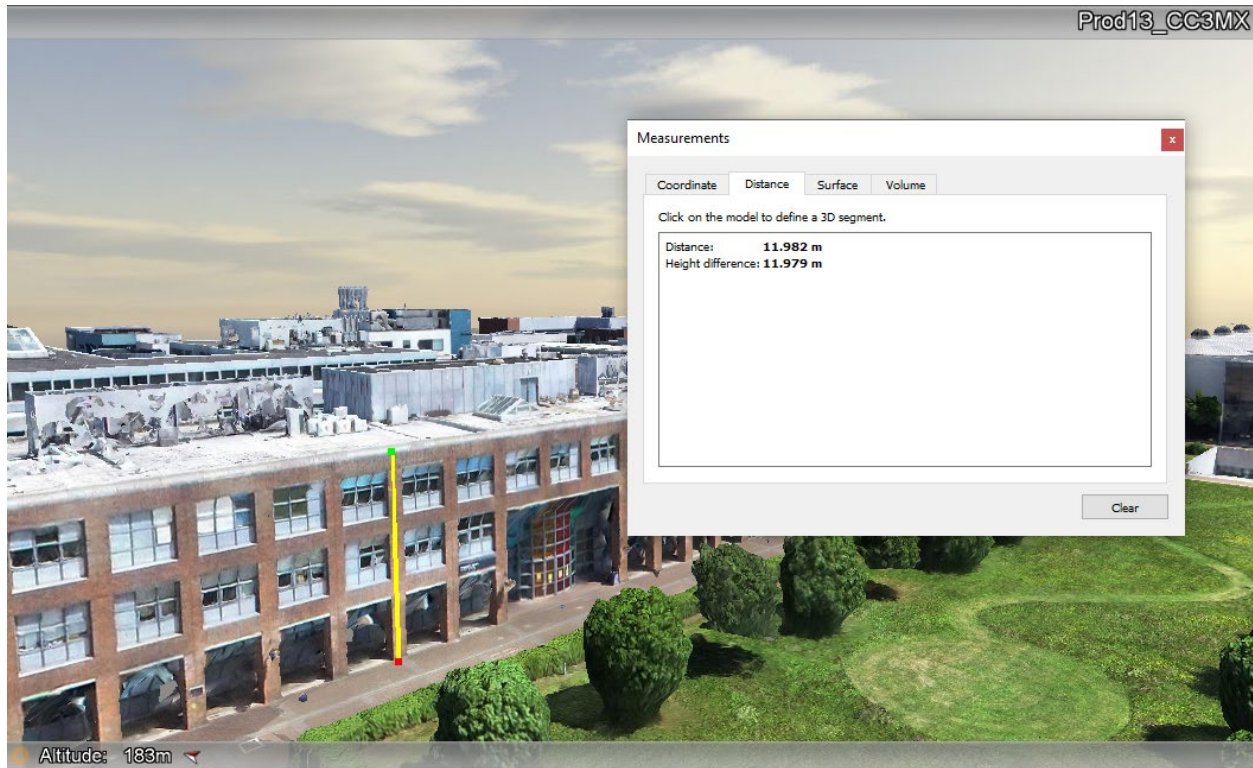 Prod13_CC3MX
Measurements
x
Coordinate Distance Surface Volume
Click on the model to define a 3D segment.
Distance: 11.982 m
Height difference: 11.979 m
Clear
Altitude: 183m